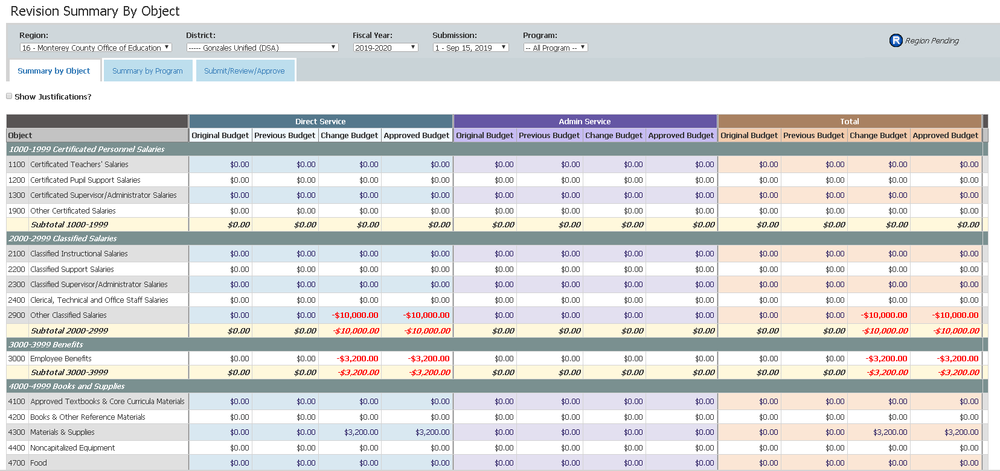 Revision Summary By Object
Region: District: Fiscal Year: Submission: Program:
16 - Monterey County Office of Education ----- Gonzales Unified (DSA) 2019-2020 1 - Sep 15, 2019 -- All Program -- R Region Pending
Summary by Object Summary by Program Submit/Review/Approve
Show Justifications?
Direct Service Admin Service Total
Object Original Budget Previous Budget Change Budget Approved Budget Original Budget Previous Budget Change Budget Approved Budget Original Budget Previous Budget Change Budget Approved Budget
1000-1999 Certificated Personnel Salaries
1100 Certificated Teachers' Salaries $0.00 $0.00 $0.00 $0.00 $0.00 $0.00 $0.00 $0.00 $0.00 $0.00 $0.00 $0.00
1200 Certificated Pupil Support Salaries $0.00 $0.00 $0.00 $0.00 $0.00 $0.00 $0.00 $0.00 $0.00 $0.00 $0.00 $0.00
1300 Certificated Supervisor/Administrator Salaries $0.00 $0.00 $0.00 $0.00 $0.00 $0.00 $0.00 $0.00 $0.00 $0.00 $0.00 $0.00
1900 Other Certificated Salaries $0.00 $0.00 $0.00 $0.00 $0.00 $0.00 $0.00 $0.00 $0.00 $0.00 $0.00 $0.00
Subtotal 1000-1999 $0.00 $0.00 $0.00 $0.00 $0.00 $0.00 $0.00 $0.00 $0.00 $0.00 $0.00 $0.00
2000-2999 Classified Salaries
2100 Classified Instructional Salaries $0.00 $0.00 $0.00 $0.00 $0.00 $0.00 $0.00 $0.00 $0.00 $0.00 $0.00 $0.00
2200 Classified Support Salaries $0.00 $0.00 $0.00 $0.00 $0.00 $0.00 $0.00 $0.00 $0.00 $0.00 $0.00 $0.00
2300 Classified Supervisor/Administrator Salaries $0.00 $0.00 $0.00 $0.00 $0.00 $0.00 $0.00 $0.00 $0.00 $0.00 $0.00 $0.00
2400 Clerical, Technical and Office Staff Salaries $0.00 $0.00 $0.00 $0.00 $0.00 $0.00 $0.00 $0.00 $0.00 $0.00 $0.00 $0.00
2900 Other Classified Salaries $0.00 $0.00 -$10,000.00 -$10,000.00 $0.00 $0.00 $0.00 $0.00 $0.00 $0.00 -$10,000.00 -$10,000.00
Subtotal 2000-2999 $0.00 $0.00 -$10,000.00 -$10,000.00 $0.00 $0.00 $0.00 $0.00 $0.00 $0.00 -$10,000.00 -$10,000.00
3000-3999 Benefits
3000 Employee Benefits $0.00 $0.00 -$3,200.00 -$3,200.00 $0.00 $0.00 $0.00 $0.00 $0.00 $0.00 -$3,200.00 -$3,200.00
Subtotal 3000-3999 $0.00 $0.00 -$3,200.00 -$3,200.00 $0.00 $0.00 $0.00 $0.00 $0.00 $0.00 -$3,200.00 -$3,200.00
4000-4999 Books and Supplies
4100 Approved Textbooks & Core Curricula Materials $0.00 $0.00 $0.00 $0.00 $0.00 $0.00 $0.00 $0.00 $0.00 $0.00 $0.00 $0.00
4200 Books & Other Reference Materials $0.00 $0.00 $0.00 $0.00 $0.00 $0.00 $0.00 $0.00 $0.00 $0.00 $0.00 $0.00
4300 Materials & Supplies $0.00 $0.00 $3,200.00 $3,200.00 $0.00 $0.00 $0.00 $0.00 $0.00 $0.00 $3,200.00 $3,200.00
4400 Noncapitalized Equipment $0.00 $0.00 $0.00 $0.00 $0.00 $0.00 $0.00 $0.00 $0.00 $0.00 $0.00 $0.00
4700 Food $0.00 $0.00 $0.00 $0.00 $0.00 $0.00 $0.00 $0.00 $0.00 $0.00 $0.00 $0.00